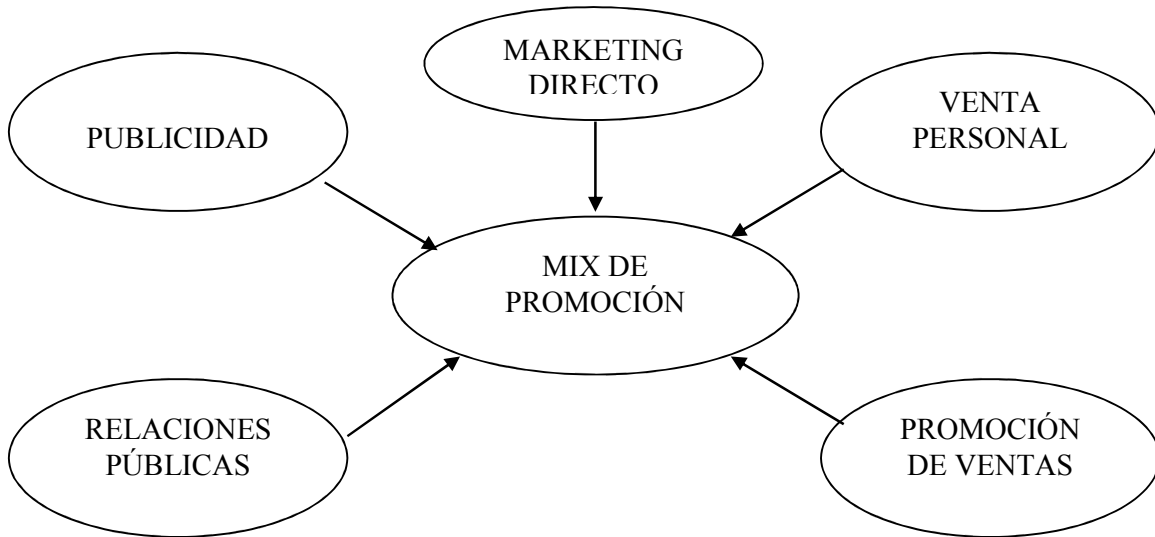 MARKETING
DIRECTO
PUBLICIDAD
VENTA
PERSONAL
MIX DE
PROMOCIÓN
RELACIONES
PÚBLICAS
PROMOCIÓN
DE VENTAS